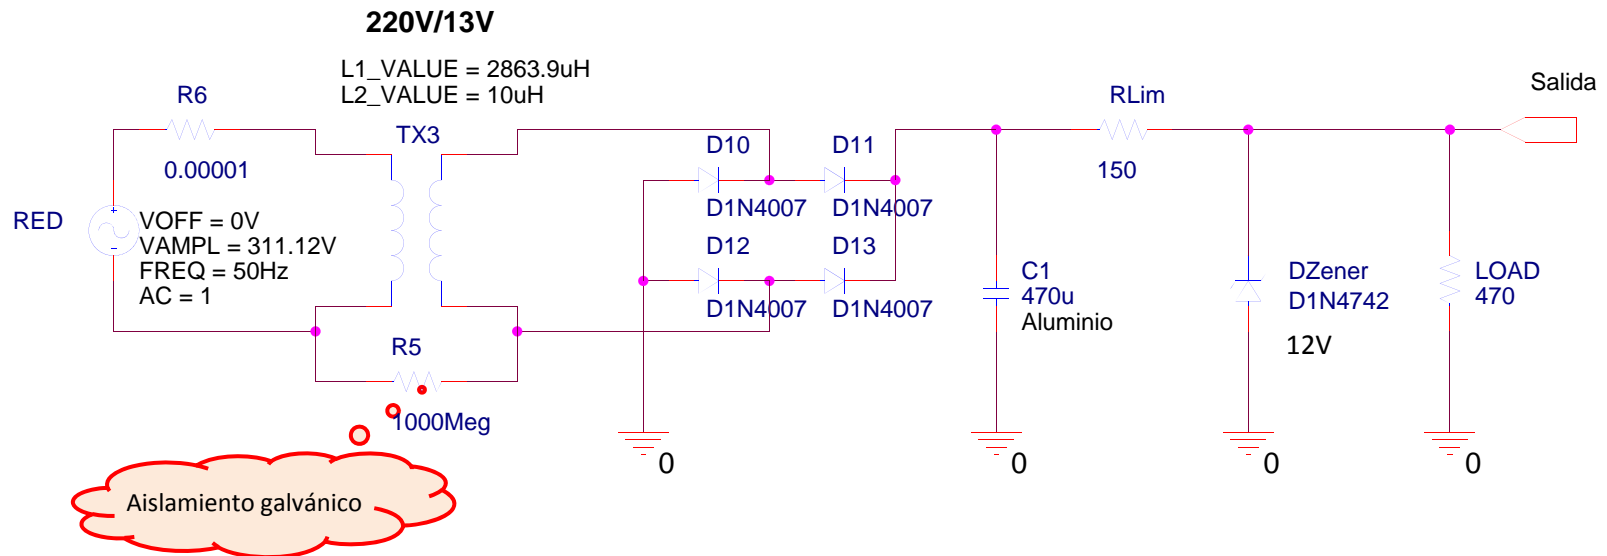 220V/13V
L1_VALUE = 2863.9uH
L2_VALUE = 10uH
R6
0.00001
TX3
RED
VOFF = 0V
VAMPL = 311.12V
FREQ = 50Hz
AC = 1
R5
1000Meg
Aislamiento galvánico
D10
D1N4007
D11
D1N4007
D12
D1N4007
D13
D1N4007
0
C1
470u
Aluminio
0
RLim
150
DZener
D1N4742
12V
0
LOAD
470
0
Salida